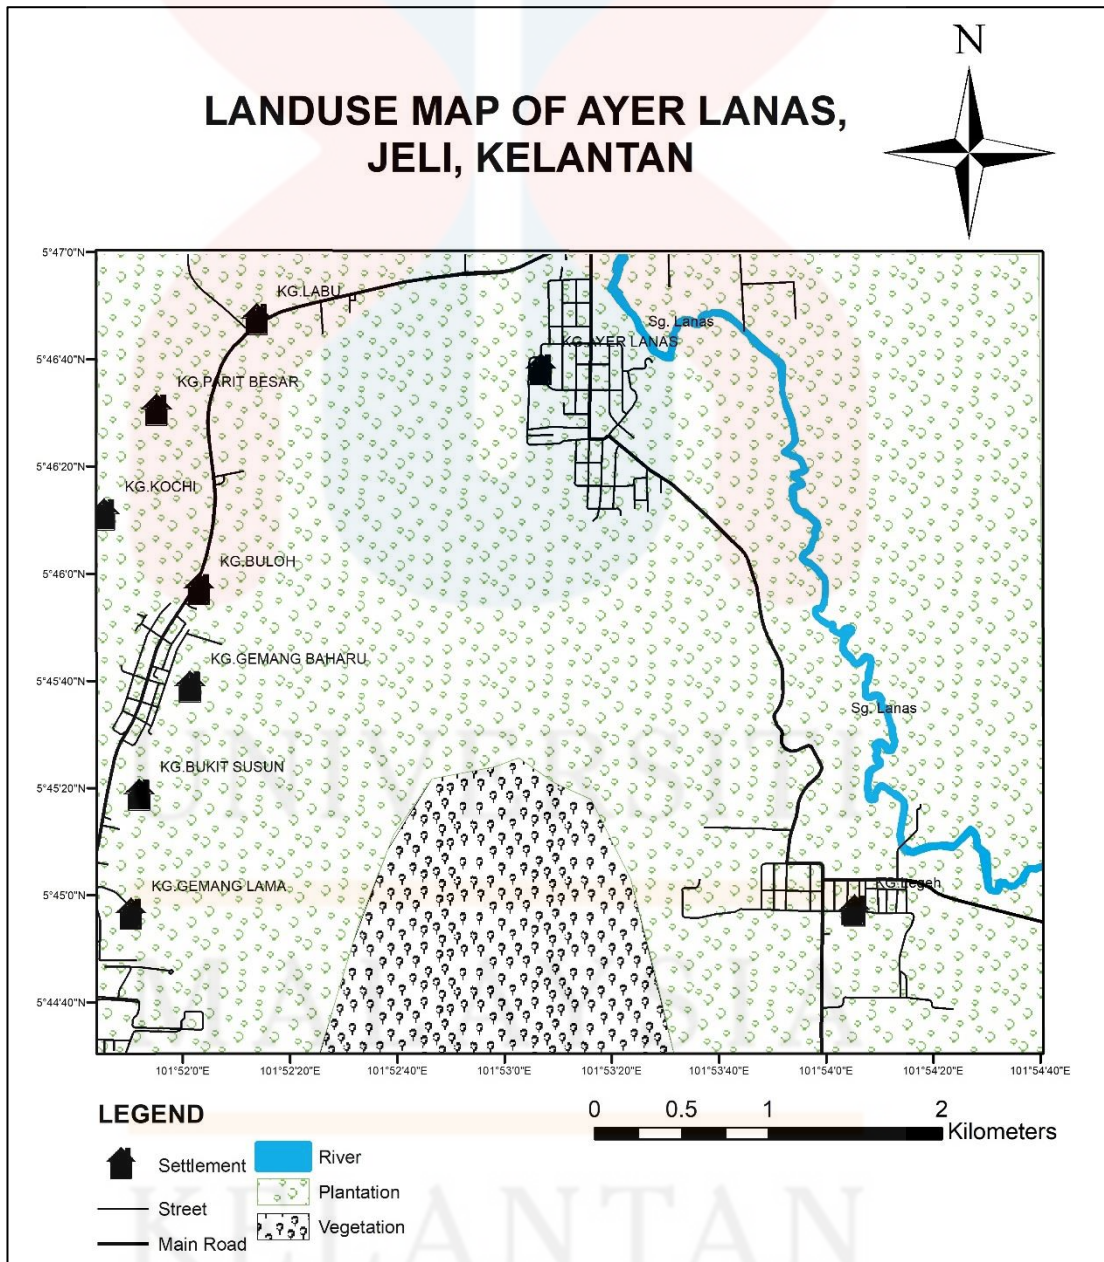 N
LANDUSE MAP OF AYER LANAS,
JELI, KELANTAN
5°47'0"N
KG.LABU
Sg. Lanas
KG.AYER LANAS
5°46'40"N
KG.PARIT BESAR
5°46'20"N
KG.KOCHI
5°46'0"N
KG.BULOH
KG.GEMANG BAHARU
5°45'40"N
Sg. Lanas
UNIVERSITI
KG.BUKIT SUSUN
5°45'20"N
KG.GEMANG LAMA
KG.Legeh
5°45'0"N
MALAYSIA
5°44'40"N
101°52'0"E 101°52'20"E 101°52'40"E 101°53'0"E 101°53'20"E 101°53'40"E 101°54'0"E 101°54'20"E 101°54'40"E
LEGEND
0 0.5 1 2
Kilometers
Settlement
River
Street
Plantation
Main Road
Vegetation
KELANTAN